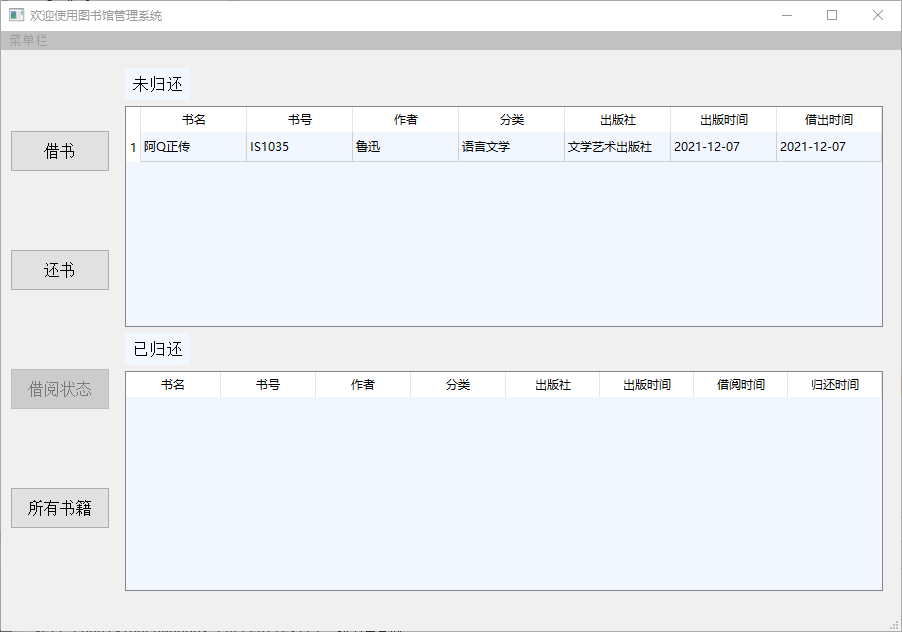 欢迎使用图书馆管理系统
菜单栏
未归还
书名 书号 作者 分类 出版社 出版时间 借出时间
1 阿Q正传 IS1035 鲁迅 语言文学 文学艺术出版社 2021-12-07 2021-12-07
借书
还书
已归还
书名 书号 作者 分类 出版社 出版时间 借阅时间 归还时间
借阅状态
所有书籍